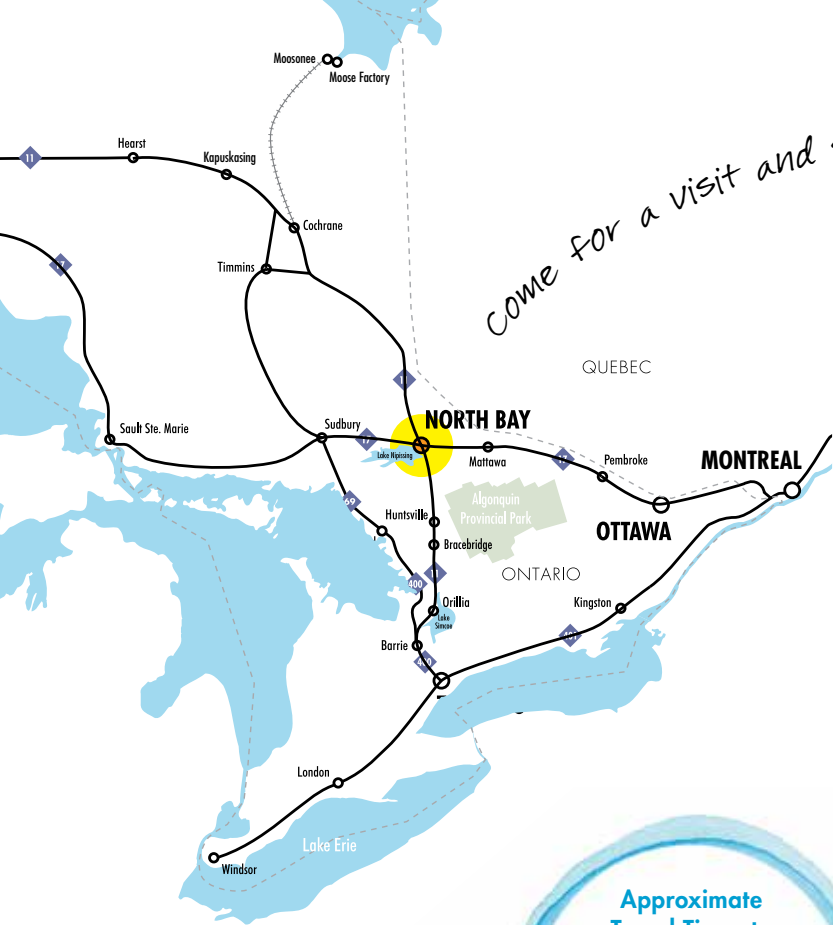 Moosonee
Moose Factory
11
Hearst
Kapuskasing
come for a visit and
Cochrane
Timmins
QUEBEC
11
NORTH BAY
Sault Ste. Marie
Sudbury
17
Lake Nipissing
Mattawa
17
Pembroke
MONTREAL
69
Algonquin
Provincial Park
Huntsville
OTTAWA
Bracebridge
ONTARIO
11
400
Orillia
Kingston
Lake
Simcoe
401
Barrie
400
London
Lake Erie
Windsor
Approximate